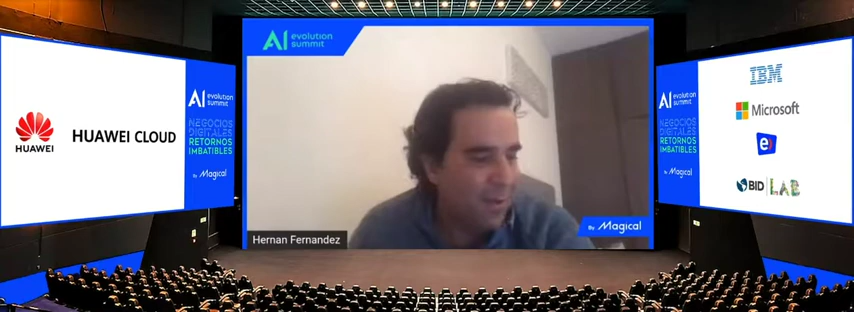 HUAWEI
HUAWEI CLOUD
AI evolution
summit
NEGOCIOS
DIGITALES
RETORNOS
IMBATIBLES
By Magical
AI evolution
summit
Hernan Fernandez
By Magical
AI evolution
summit
NEGOCIOS
DIGITALES
RETORNOS
IMBATIBLES
By Magical
IBM
Microsoft
e
BID LAB